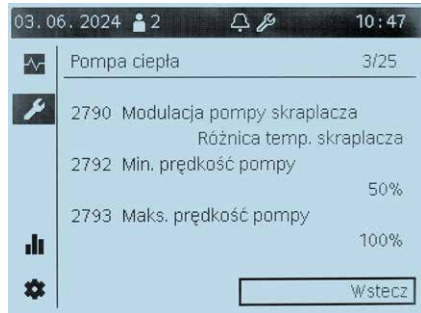 03. 06. 2024 2 10:47
Pompa ciepła 3/25
2790 Modulacja pompy skraplacza
Różnica temp. skraplacza
2792 Min. prędkość pompy
50%
2793 Maks. prędkość pompy
100%
Wstecz